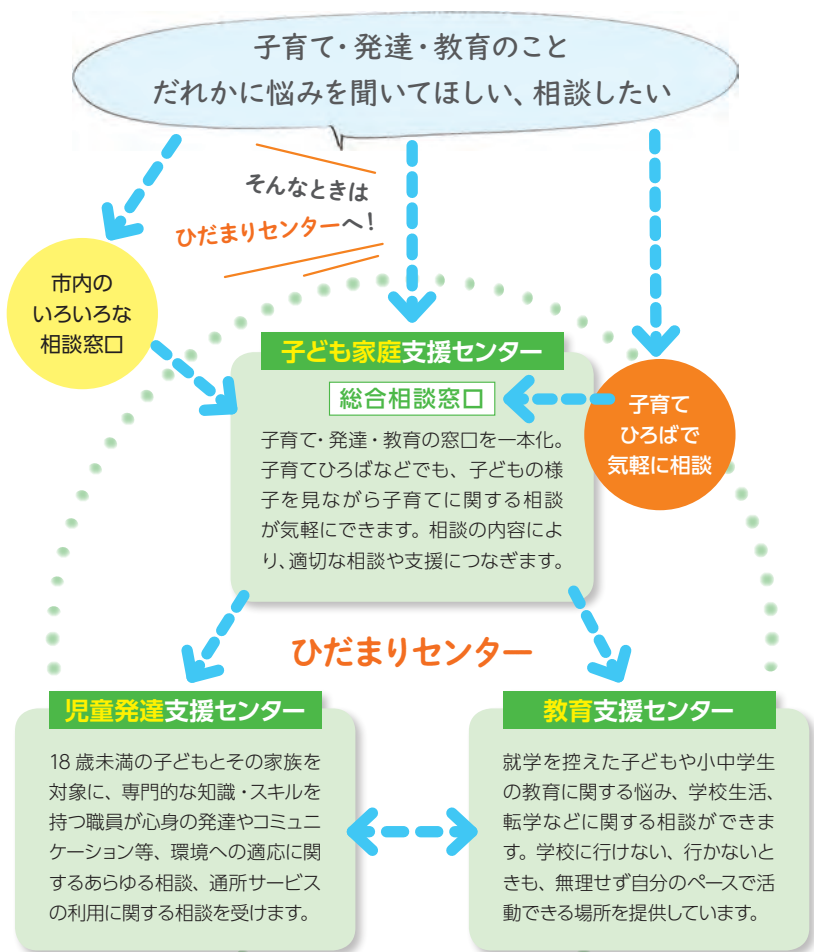 子育て・発達・教育のこと
だれかに悩みを聞いてほしい、相談したい
そんなときは
ひだまりセンターへ!
市内の
いろいろな
相談窓口
子ども家庭支援センター
総合相談窓口
子育て・発達・教育の窓口を一本化。
子育てひろばなどでも、子どもの様
子を見ながら子育てに関する相談
が気軽にできます。相談の内容によ
り、適切な相談や支援につなぎます。
子育て
ひろばで
気軽に相談
ひだまりセンター
児童発達支援センター
18歳未満の子どもとその家族を
対象に、専門的な知識・スキルを
持つ職員が心身の発達やコミュニ
ケーション等、環境への適応に関
するあらゆる相談、通所サービス
の利用に関する相談を受けます。
教育支援センター
就学を控えた子どもや小中学生
の教育に関する悩み、学校生活、
転学などに関する相談ができま
す。学校に行けない、行かないと
きも、無理せず自分のペースで活
動できる場所を提供しています。